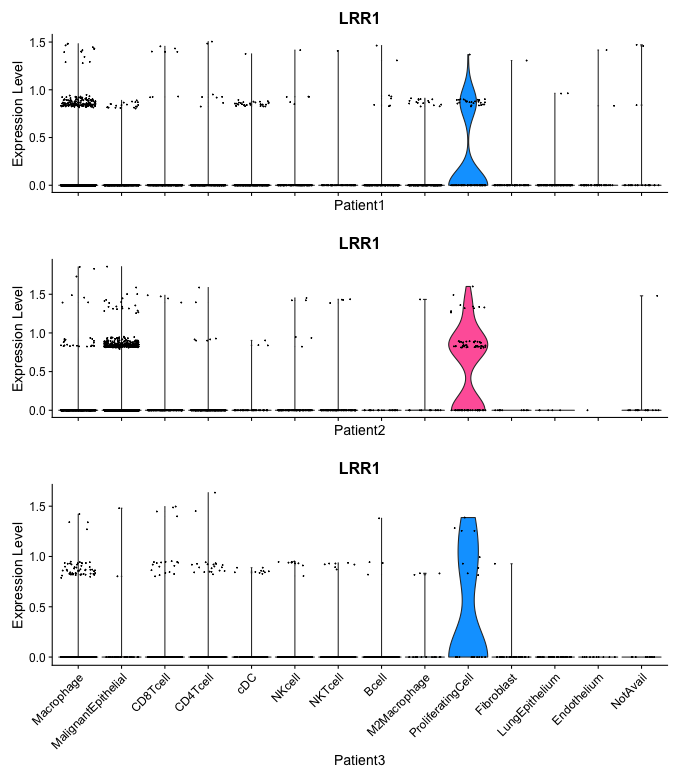 LRR1
Expression Level
1.5
1.0
0.5
0.0
Patient1
LRR1
Expression Level
1.5
1.0
0.5
0.0
Patient2
LRR1
Expression Level
1.5
1.0
0.5
0.0
Macrophage
MalignantEpithelial
CD8Tcell
CD4Tcell
cDC
NKcell
NKTcell
Bcell
M2Macrophage
ProliferatingCell
Fibroblast
LungEpithelium
Endothelium
NotAvail
Patient3